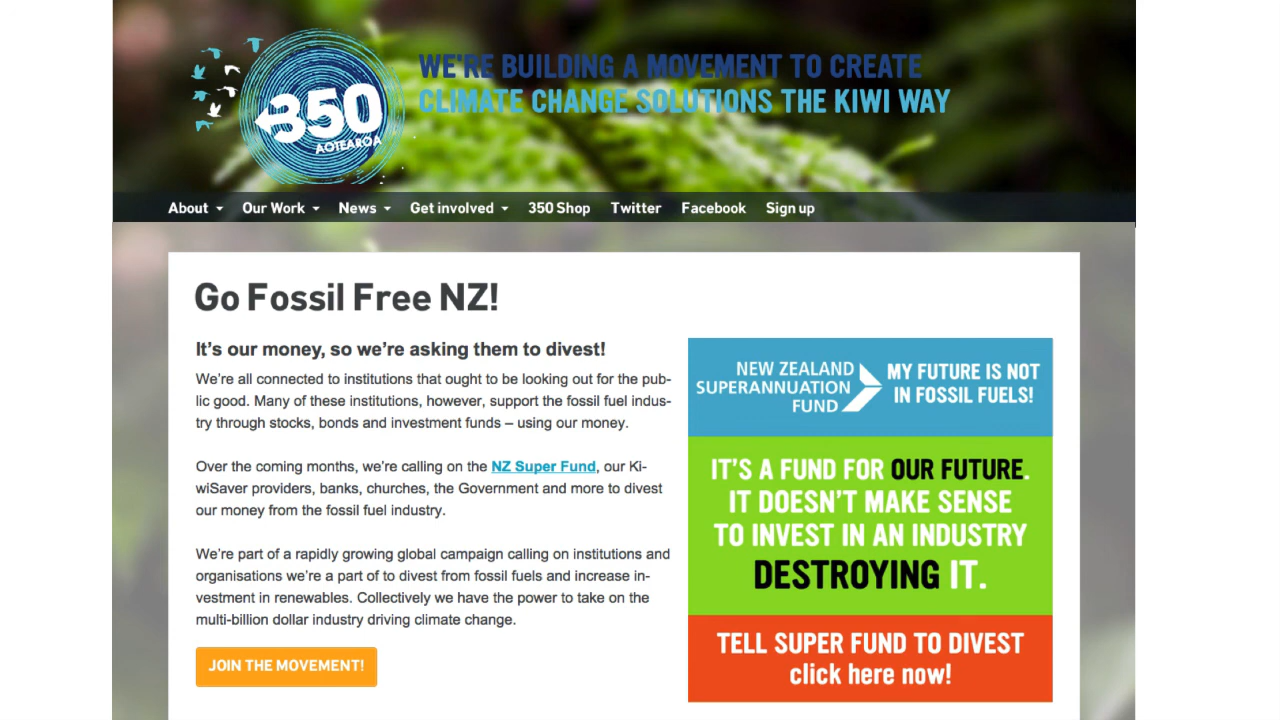 WE'RE BUILDING A MOVEMENT TO CREATE
CLIMATE CHANGE SOLUTIONS THE KIWI WAY
350
AOTEAROA
About Our Work News Get involved 350 Shop Twitter Facebook Sign up
Go Fossil Free NZ!
It's our money, so we're asking them to divest!
We're all connected to institutions that ought to be looking out for the pub-
lic good. Many of these institutions, however, support the fossil fuel indus-
try through stocks, bonds and investment funds – using our money.
Over the coming months, we're calling on the NZ Super Fund, our Ki-
wiSaver providers, banks, churches, the Government and more to divest
our money from the fossil fuel industry.
We're part of a rapidly growing global campaign calling on institutions and
organisations we're a part of to divest from fossil fuels and increase in-
vestment in renewables. Collectively we have the power to take on the
multi-billion dollar industry driving climate change.
JOIN THE MOVEMENT!
NEW ZEALAND
SUPERANNUATION
FUND
MY FUTURE IS NOT
IN FOSSIL FUELS!
IT'S A FUND FOR OUR FUTURE.
IT DOESN'T MAKE SENSE
TO INVEST IN AN INDUSTRY
DESTROYING IT.
TELL SUPER FUND TO DIVEST
click here now!